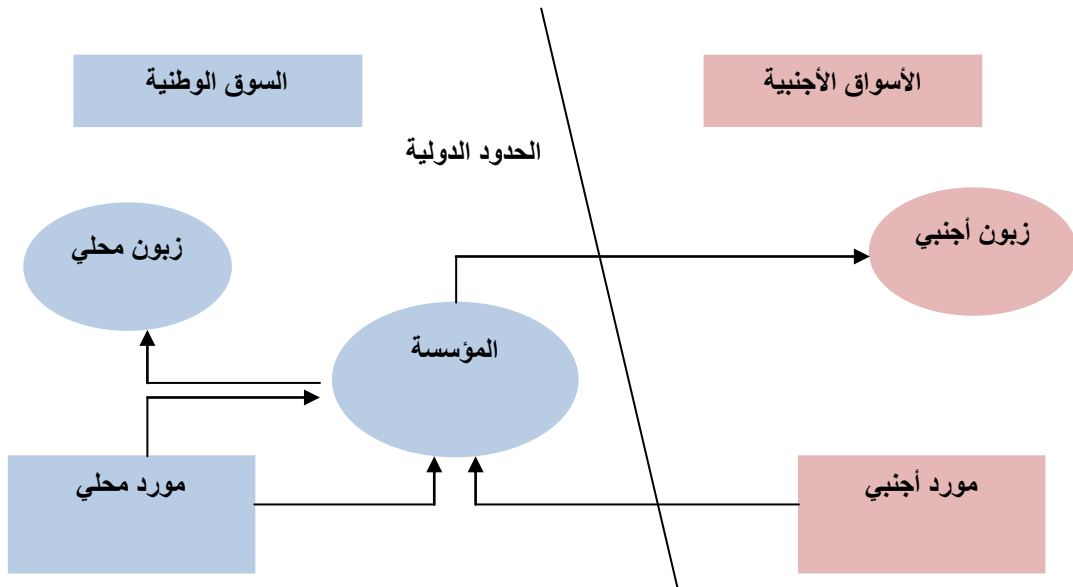 الأسواق الأجنبية
السوق الوطنية
الحدود الدولية
زبون أجنبي
زبون محلي
المؤسسة
مورد أجنبي
مورد محلي